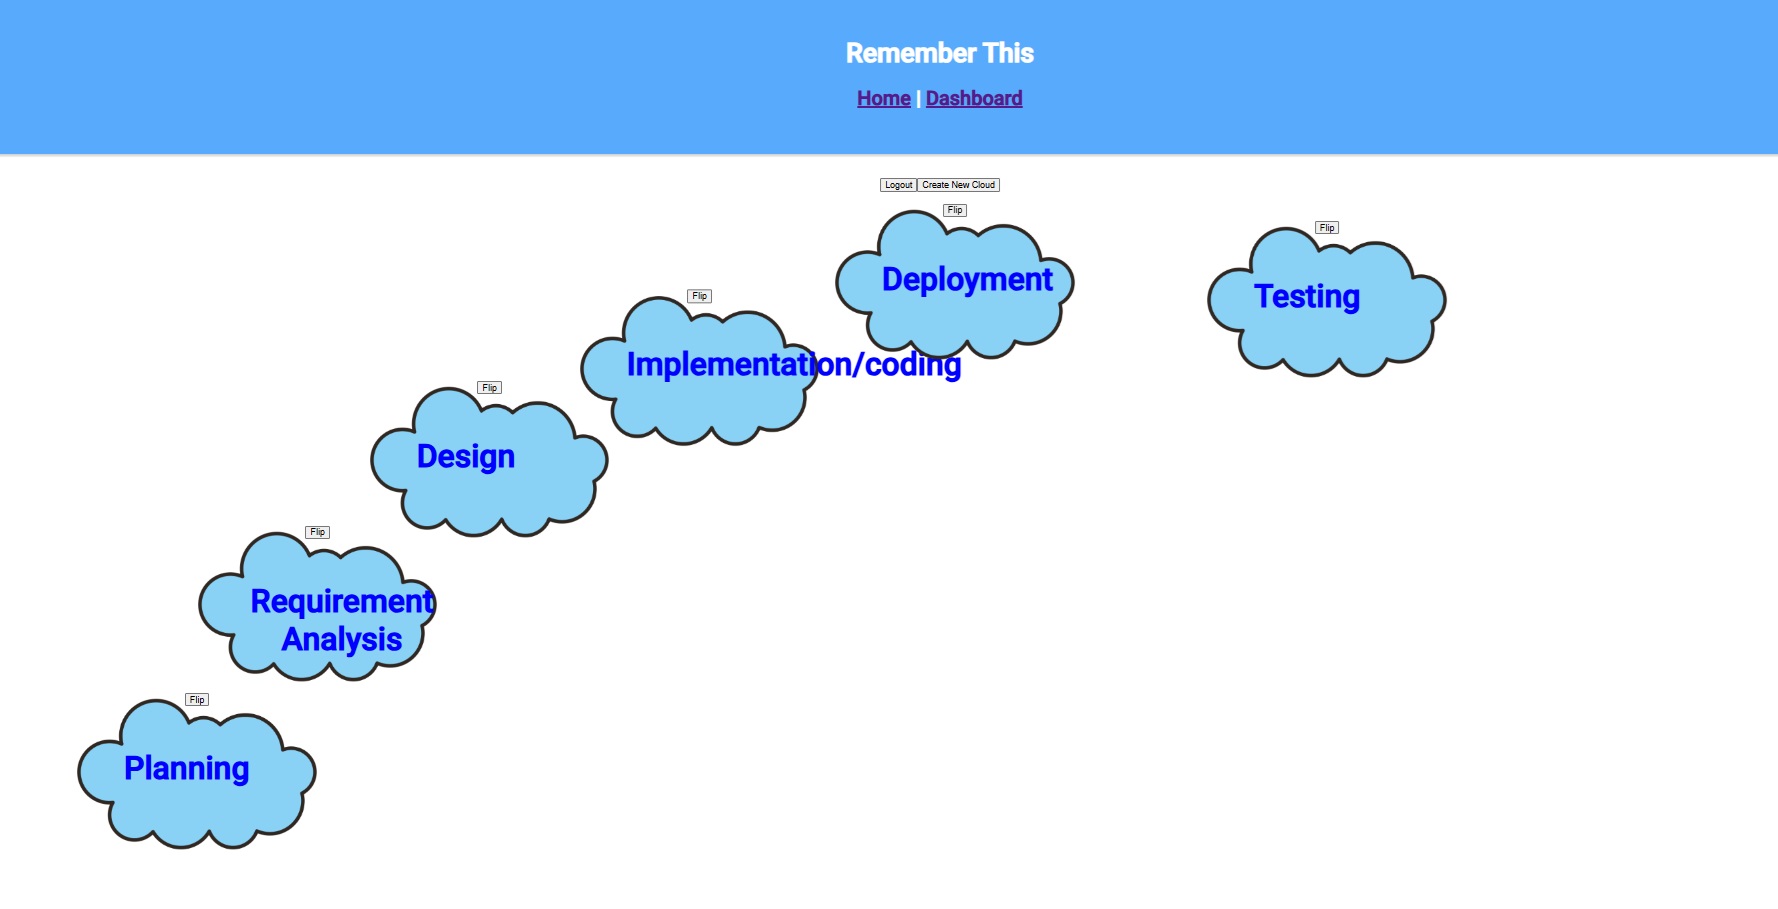 Remember This
Home | Dashboard
Logout Create New Cloud
Flip
Deployment
Flip
Testing
Flip
Implementation/coding
Flip
Design
Flip
Requirement
Analysis
Flip
Planning